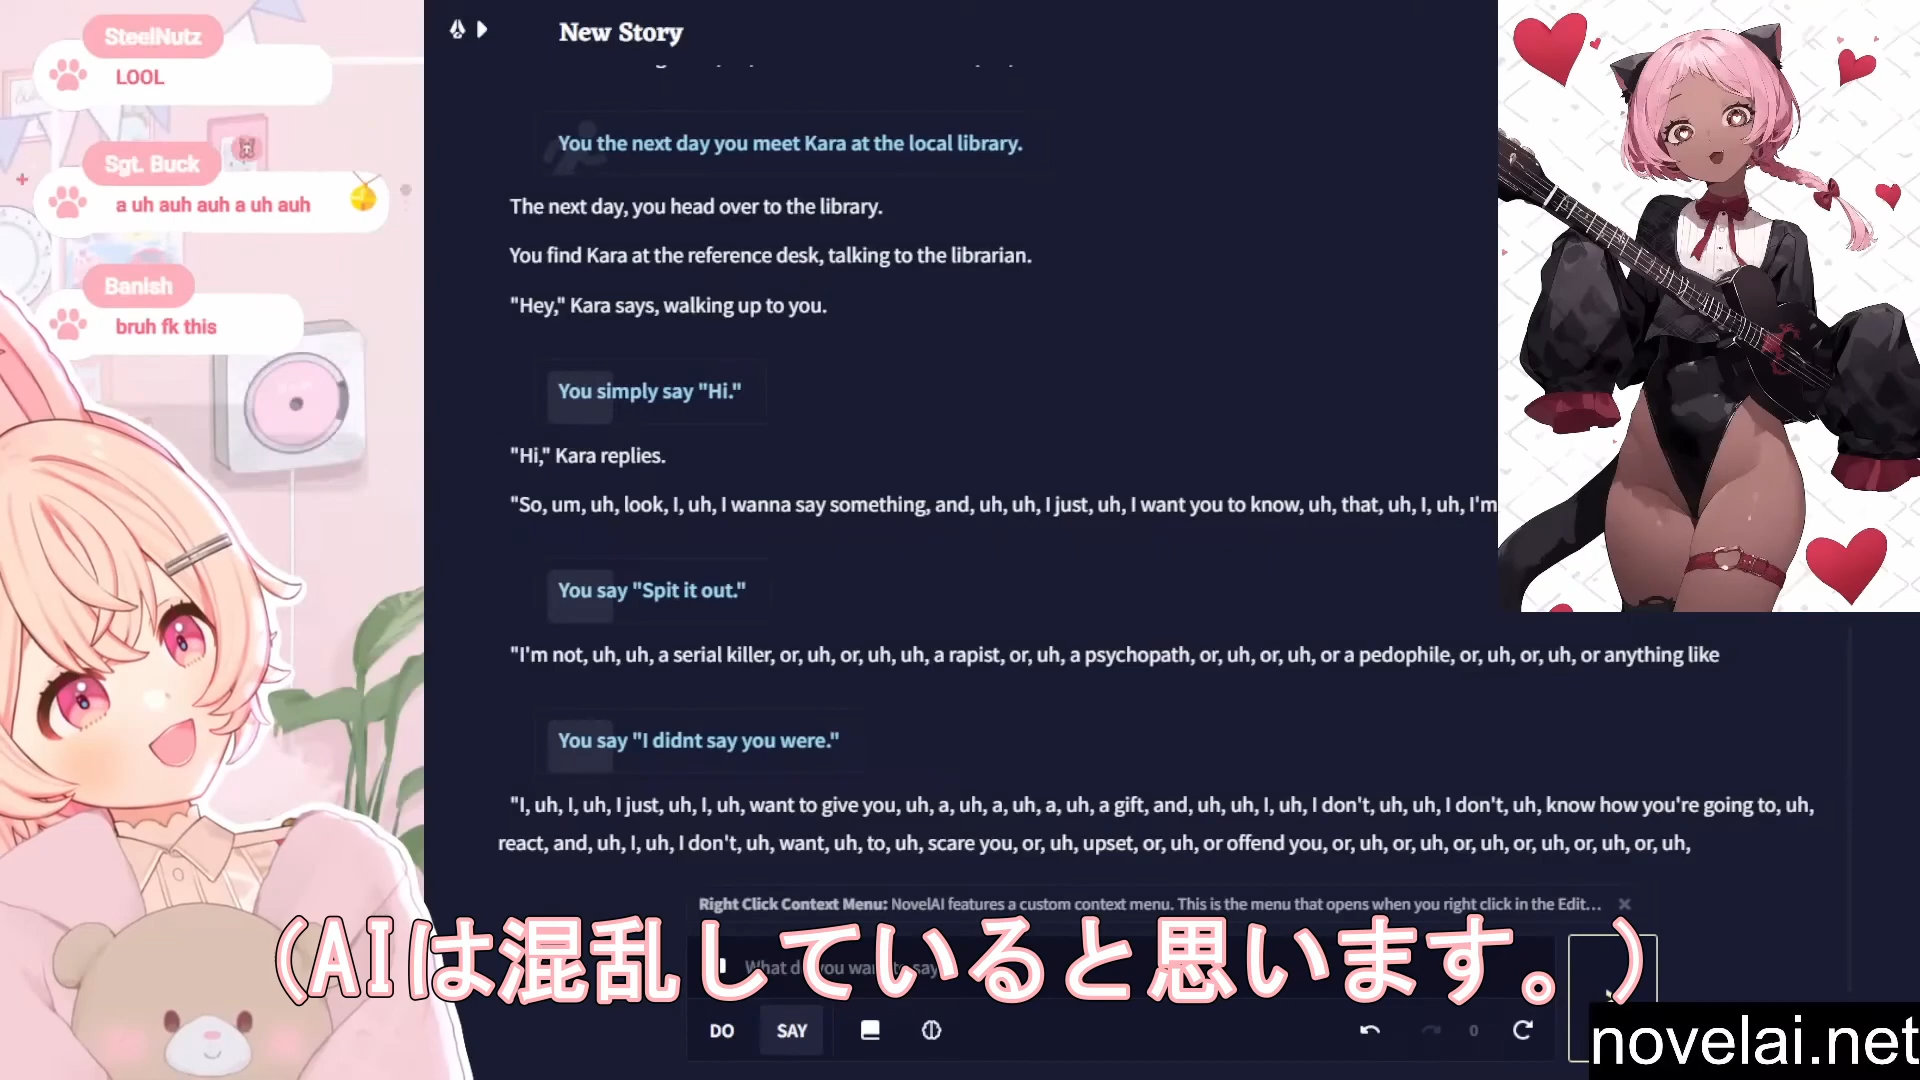 SteelNutz
LOOL
Sgt. Buck
a uh auh auh a uh auh
Banish
bruh fk this
New Story
You the next day you meet Kara at the local library.
The next day, you head over to the library.
You find Kara at the reference desk, talking to the librarian.
"Hey," Kara says, walking up to you.
You simply say "Hi."
"Hi," Kara replies.
"So, um, uh, look, I, uh, I wanna say something, and, uh, uh, I just, uh, I want you to know, uh, that, uh, I, uh, I'm
You say "Spit it out."
"I'm not, uh, uh, a serial killer, or, uh, or, uh, uh, a rapist, or, uh, a psychopath, or, uh, or, uh, or a pedophile, or, uh, or, uh, or anything like
You say "I didnt say you were."
"I, uh, I, uh, I just, uh, I, uh, want to give you, uh, a, uh, a, uh, a, uh, a gift, and, uh, uh, I, uh, I don't, uh, uh, I don't, uh, know how you're going to, uh,
react, and, uh, I, uh, I don't, uh, want, uh, to, uh, scare you, or, uh, upset, or, uh, or offend you, or, uh, or, uh, or, uh, or, uh, or, uh, or, uh,
Right Click Context Menu: NovelAI features a custom context menu. This is the menu that opens when you right click in the Edit...
What d you wan say
(AIは混乱していると思います。)
DO
SAY
0
novelai.net